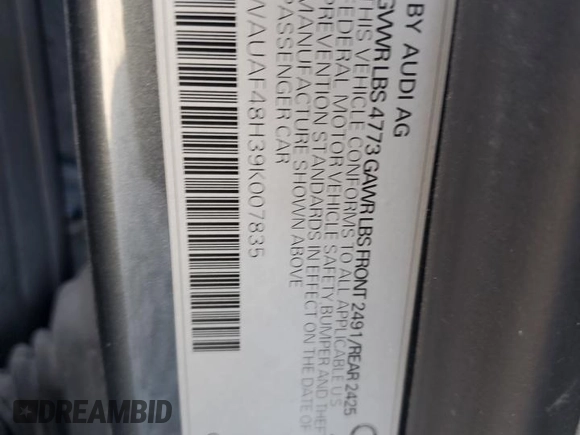 BY AUDI AG
GVWR LBS 4773 GAWR LBS FRONT 2491/REAR 2425
THIS VEHICLE CONFORMS TO ALL APPLICABLE U.S.
FEDERAL MOTOR VEHICLE SAFETY BUMPER AND THEFT
PREVENTION STANDARDS IN EFFECT ON THE DATE OF
MANUFACTURE SHOWN ABOVE
PASSENGER CAR
WAUAF48H39K007835
DREAMBID